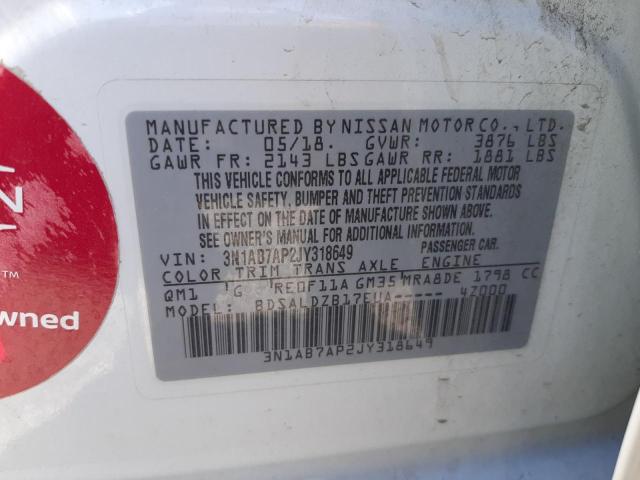 MANUFACTURED BY NISSAN MOTOR CO., LTD.
DATE: 05/18. GVWR: 3876 LBS
GAWR FR: 2143 LBS GAWR RR: 1881 LBS
THIS VEHICLE CONFORMS TO ALL APPLICABLE FEDERAL MOTOR
VEHICLE SAFETY, BUMPER AND THEFT PREVENTION STANDARDS
IN EFFECT ON THE DATE OF MANUFACTURE SHOWN ABOVE.
SEE OWNER'S MANUAL FOR ADDITIONAL INFORMATION.
VIN: 3N1AB7AP2JY318649 PASSENGER CAR.
COLOR TRIM TRANS AXLE ENGINE
QM1 G RE0F11A GM35 MRA8DE 1798 CC
MODEL: BDSALDZB17EUA----- 4Z000
3N1AB7AP2JY318649
N
TM
wned